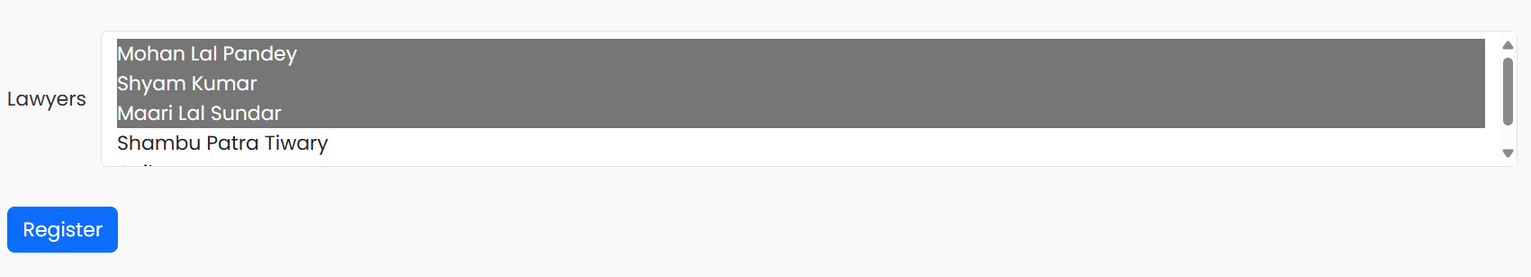 Lawyers
Mohan Lal Pandey
Shyam Kumar
Maari Lal Sundar
Shambu Patra Tiwary
Register